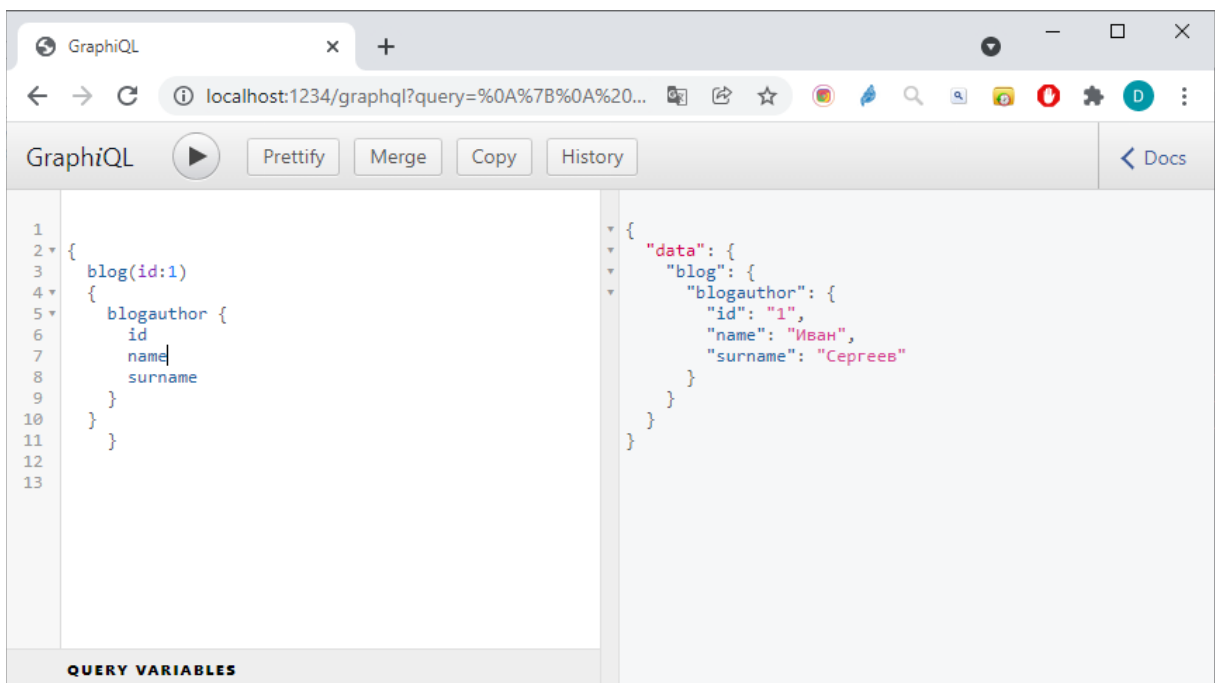 GraphiQL
localhost:1234/graphql?query=%0A%7B%0A%20...
D
GraphiQL Prettify Merge Copy History Docs
1
2 {
3 blog(id:1)
4 {
5 blogauthor {
6 id
7 name
8 surname
9 }
10 }
11 }
12
13
{
"data": {
"blog": {
"blogauthor": {
"id": "1",
"name": "Иван",
"surname": "Сергеев"
}
}
}
}
QUERY VARIABLES